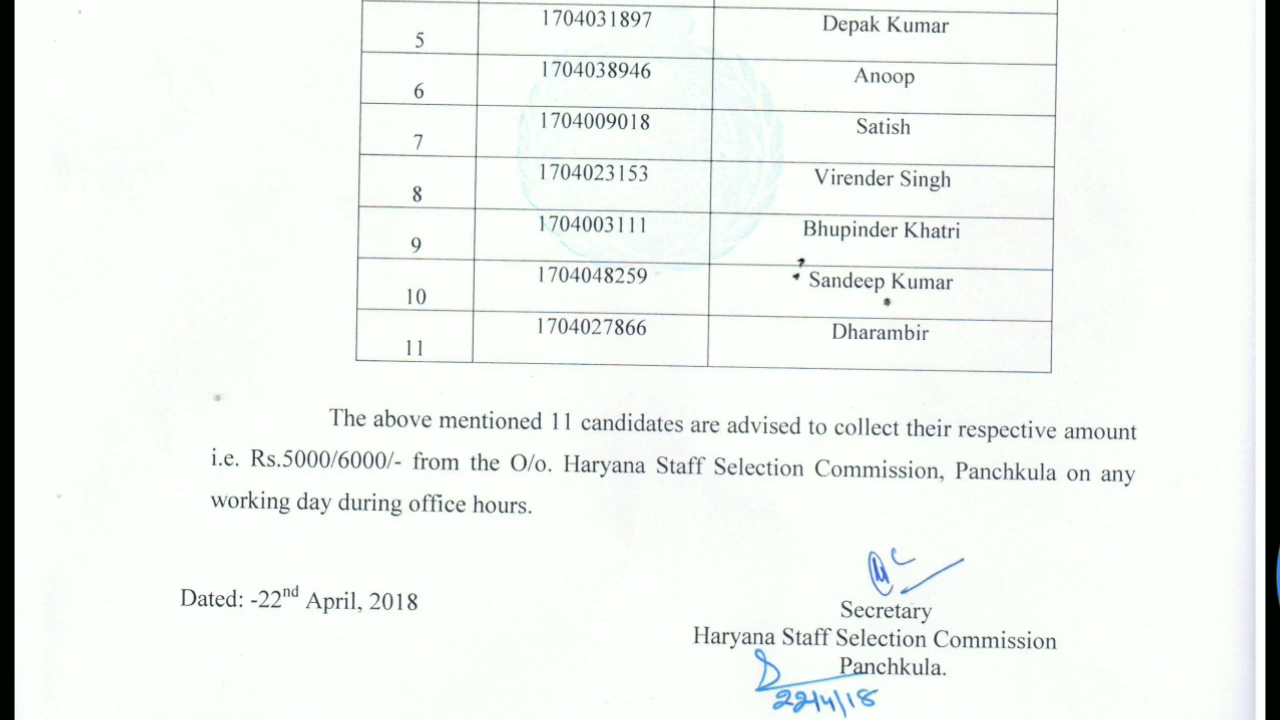 5 1704031897 Depak Kumar
6 1704038946 Anoop
7 1704009018 Satish
8 1704023153 Virender Singh
9 1704003111 Bhupinder Khatri
10 1704048259 Sandeep Kumar
11 1704027866 Dharambir
The above mentioned 11 candidates are advised to collect their respective amount
i.e. Rs.5000/6000/- from the O/o. Haryana Staff Selection Commission, Panchkula on any
working day during office hours.
Dated: -22nd April, 2018
Secretary
Haryana Staff Selection Commission
Panchkula.
22/4/18